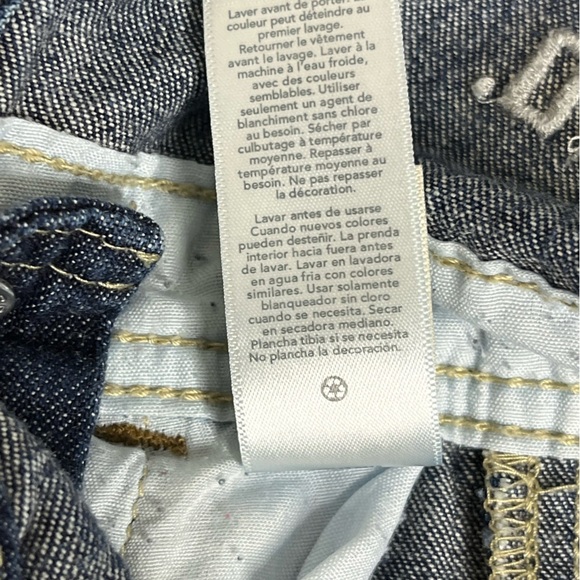 Laver avant de porter. La
couleur peut déteindre au
premier lavage.
Retourner le vêtement
avant le lavage. Laver à la
machine à l'eau froide,
avec des couleurs
semblables. Utiliser
seulement un agent de
blanchiment sans chlore
au besoin. Sécher par
culbutage à température
moyenne. Repasser à
température moyenne au
besoin. Ne pas repasser
la décoration.
Lavar antes de usarse
Cuando nuevos colores
pueden desteñir. La prenda
interior hacia fuera antes
de lavar. Lavar en lavadora
en agua fria con colores
similares. Usar solamente
blanqueador sin cloro
cuando se necesita. Secar
en secadora mediano.
Plancha tibia si se necesita
No plancha la decoración.